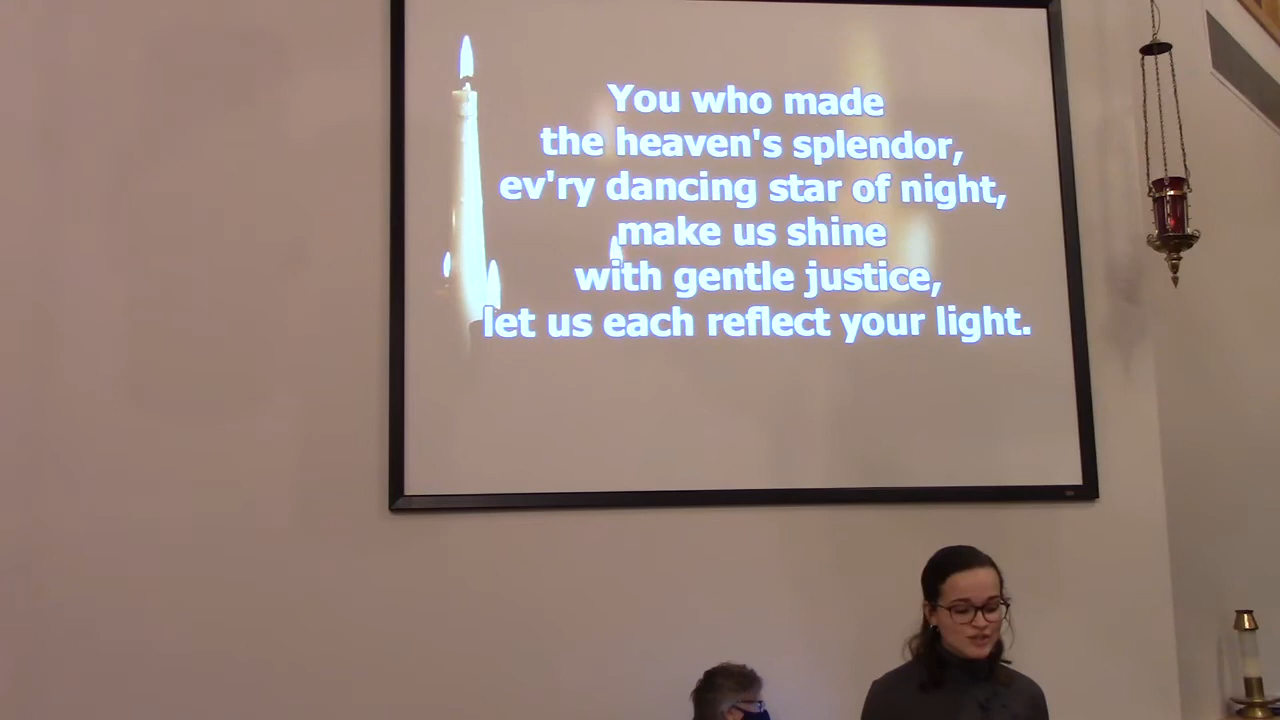 You who made
the heaven's splendor,
ev'ry dancing star of night,
make us shine
with gentle justice,
let us each reflect your light.